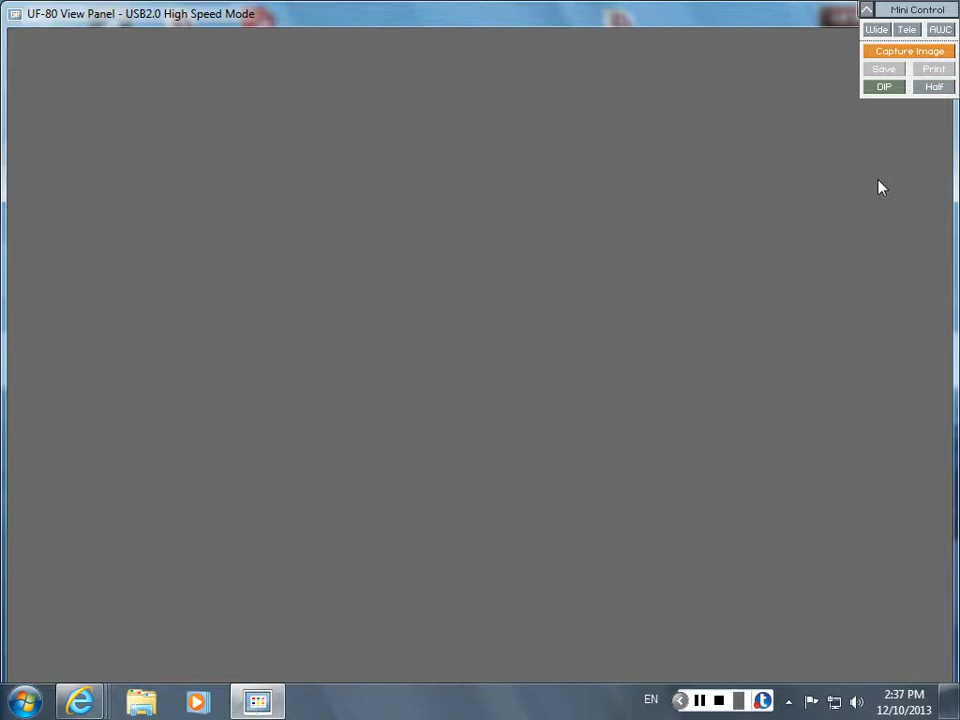 UF-80 View Panel - USB2.0 High Speed Mode
Mini Control
Wide Tele AWC
Capture Image
Save Print
DIP Half
EN
2:37 PM
12/10/2013